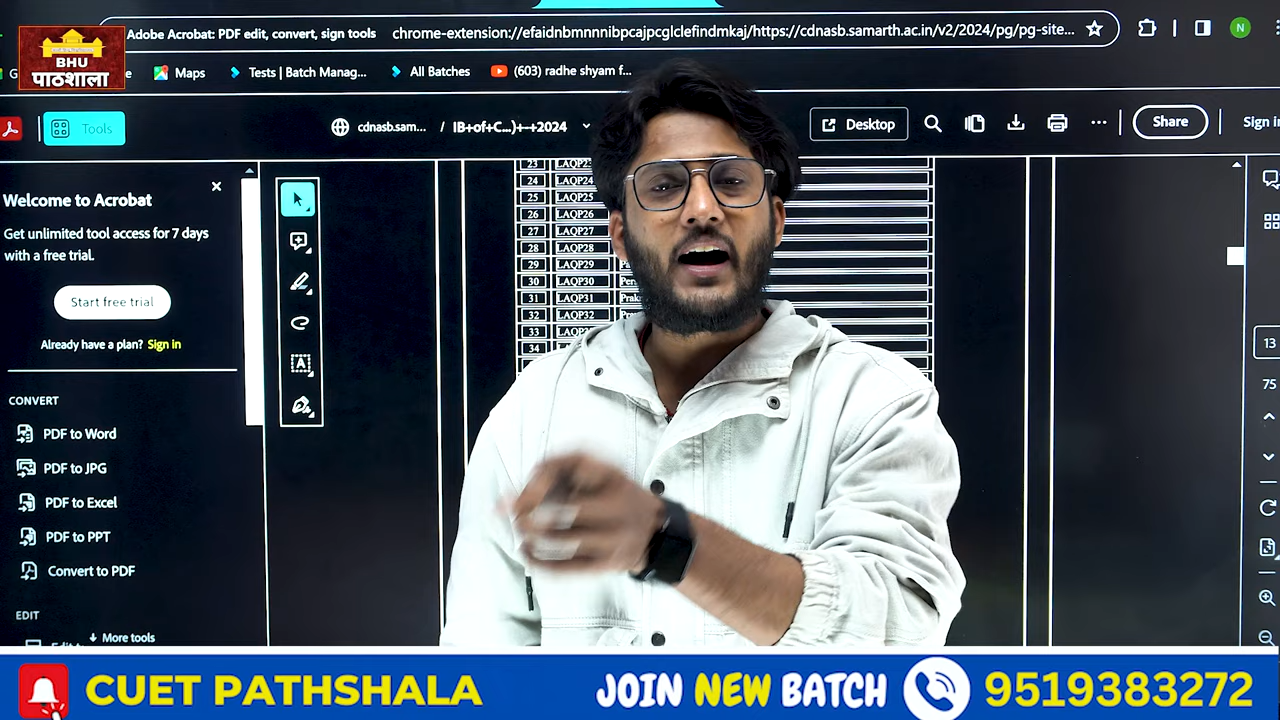 Adobe Acrobat: PDF edit, convert, sign tools chrome-extension://efaidnbmnnnibpcajpcglclefindmkaj/https://cdnasb.samarth.ac.in/v2/2024/pg/pg-site...
N
BHU
पाठशाला
Maps
Tests | Batch Manag...
All Batches
(603) radhe shyam f...
Tools
cdnasb.sam... / IB+of+C...)+-+2024
Desktop
Share
Sign in
Welcome to Acrobat
Get unlimited tool access for 7 days
with a free trial.
Start free trial
Already have a plan? Sign in
CONVERT
PDF to Word
PDF to JPG
PDF to Excel
PDF to PPT
Convert to PDF
EDIT
More tools
23 LAQP23
24 LAQP24
25 LAQP25
26 LAQP26
27 LAQP27
28 LAQP28
29 LAQP29
30 LAQP30
31 LAQP31
32 LAQP32
33
34
13
75
CUET PATHSHALA
JOIN NEW BATCH
9519383272